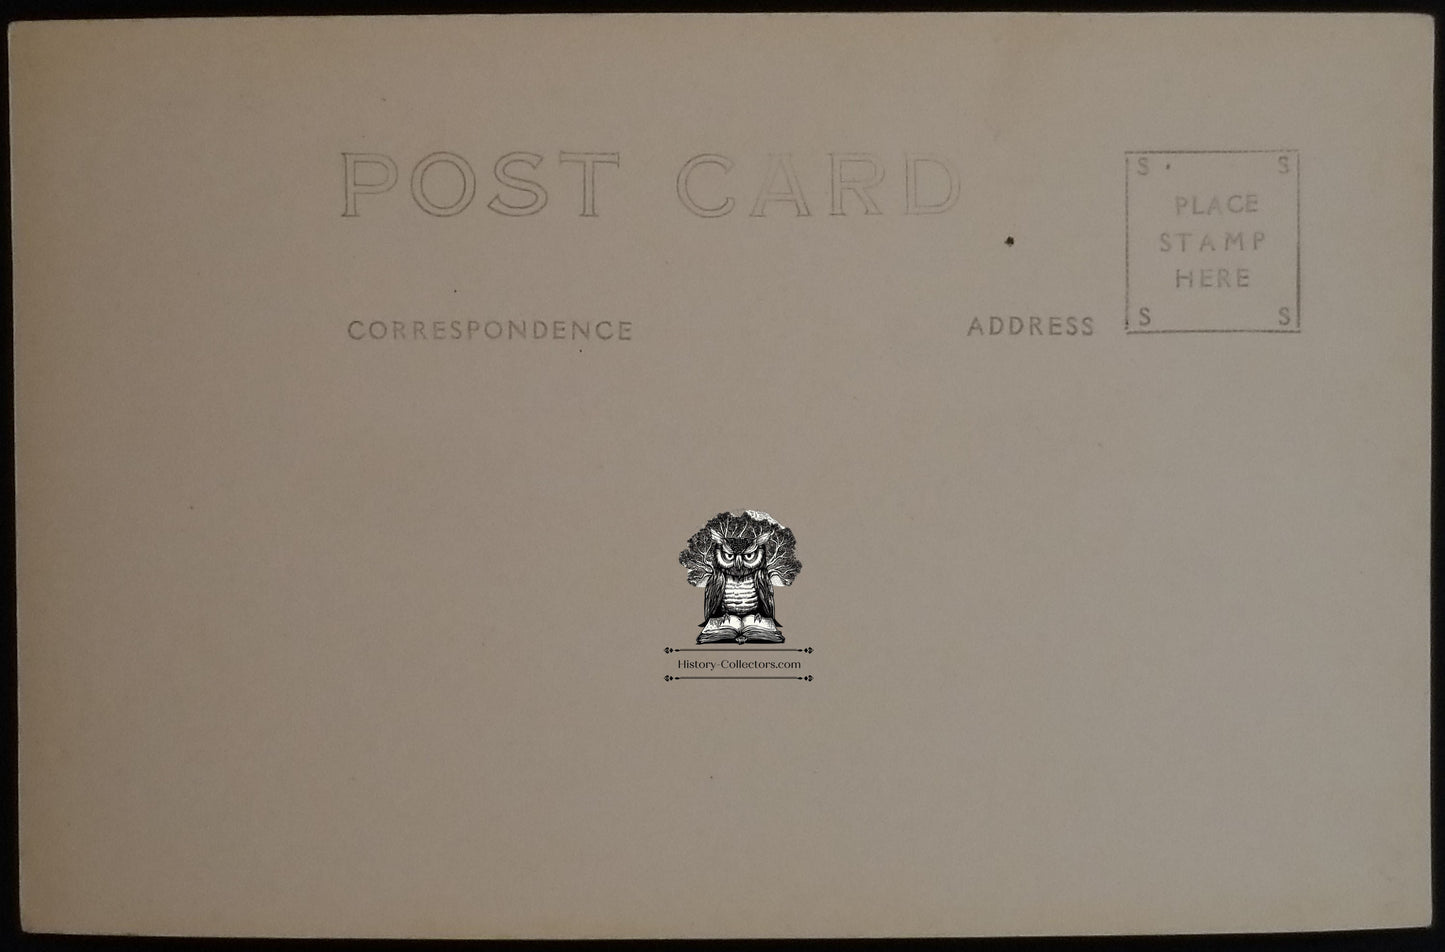 POST CARD
S S
PLACE
STAMP
HERE
S S
CORRESPONDENCE
ADDRESS
History-Collectors.com